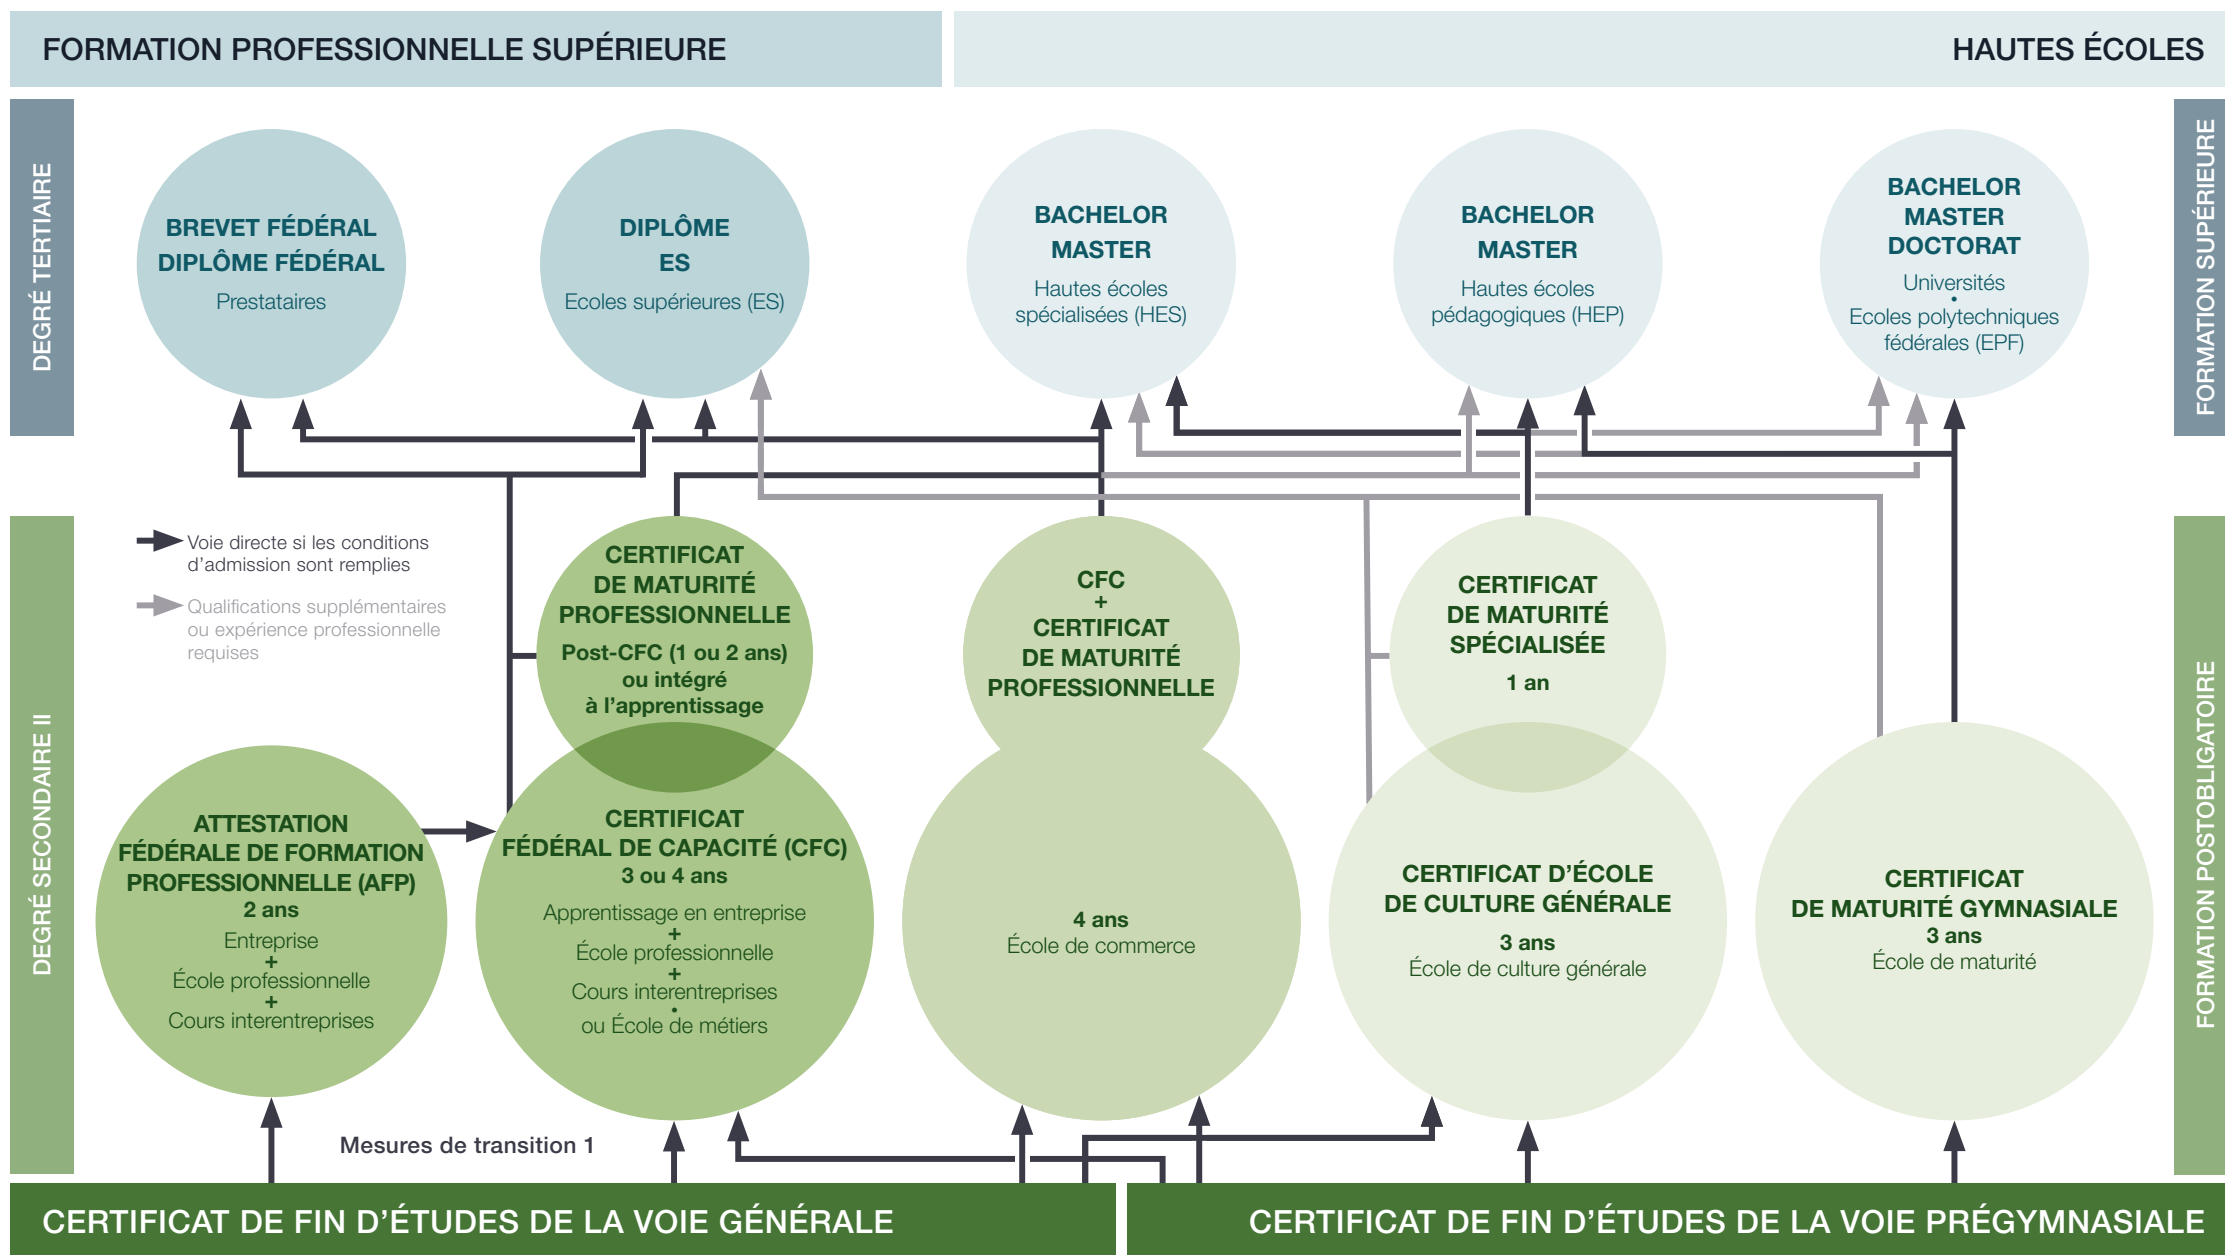 FORMATION PROFESSIONNELLE SUPÉRIEURE
HAUTES ÉCOLES
DEGRÉ TERTIAIRE
FORMATION SUPÉRIEURE
BREVET FÉDÉRAL
DIPLÔME FÉDÉRAL
Prestataires
DIPLÔME
ES
Ecoles supérieures (ES)
BACHELOR
MASTER
Hautes écoles
spécialisées (HES)
BACHELOR
MASTER
Hautes écoles
pédagogiques (HEP)
BACHELOR
MASTER
DOCTORAT
Universités
•
Ecoles polytechniques
fédérales (EPF)
Voie directe si les conditions
d'admission sont remplies
Qualifications supplémentaires
ou expérience professionnelle
requises
DEGRÉ SECONDAIRE II
FORMATION POSTOBLIGATOIRE
CERTIFICAT
DE MATURITÉ
PROFESSIONNELLE
Post-CFC (1 ou 2 ans)
ou intégré
à l'apprentissage
CFC
+
CERTIFICAT
DE MATURITÉ
PROFESSIONNELLE
CERTIFICAT
DE MATURITÉ
SPÉCIALISÉE
1 an
ATTESTATION
FÉDÉRALE DE FORMATION
PROFESSIONNELLE (AFP)
2 ans
Entreprise
+
École professionnelle
+
Cours interentreprises
CERTIFICAT
FÉDÉRAL DE CAPACITÉ (CFC)
3 ou 4 ans
Apprentissage en entreprise
+
École professionnelle
+
Cours interentreprises
•
ou École de métiers
4 ans
École de commerce
CERTIFICAT D'ÉCOLE
DE CULTURE GÉNÉRALE
3 ans
École de culture générale
CERTIFICAT
DE MATURITÉ GYMNASIALE
3 ans
École de maturité
Mesures de transition 1
CERTIFICAT DE FIN D'ÉTUDES DE LA VOIE GÉNÉRALE
CERTIFICAT DE FIN D'ÉTUDES DE LA VOIE PRÉGYMNASIALE